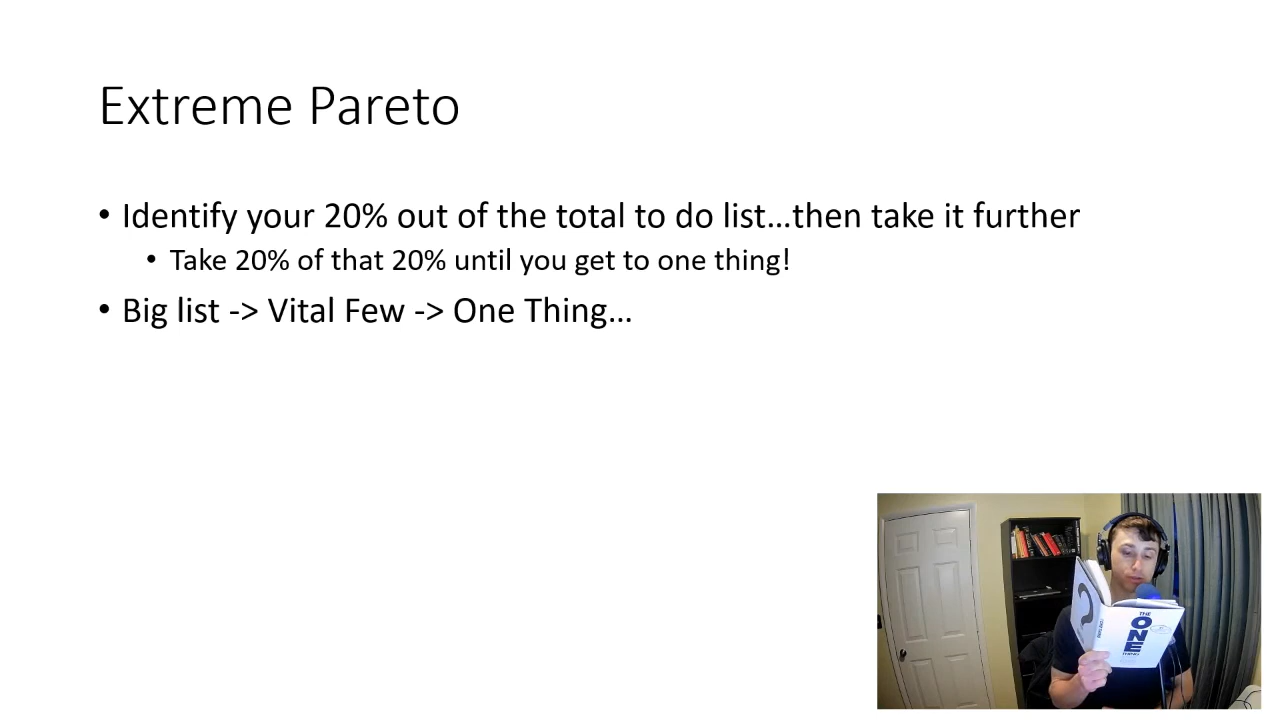 Extreme Pareto
• Identify your 20% out of the total to do list...then take it further
• Take 20% of that 20% until you get to one thing!
• Big list -> Vital Few -> One Thing...
?
THE
ONE
THING